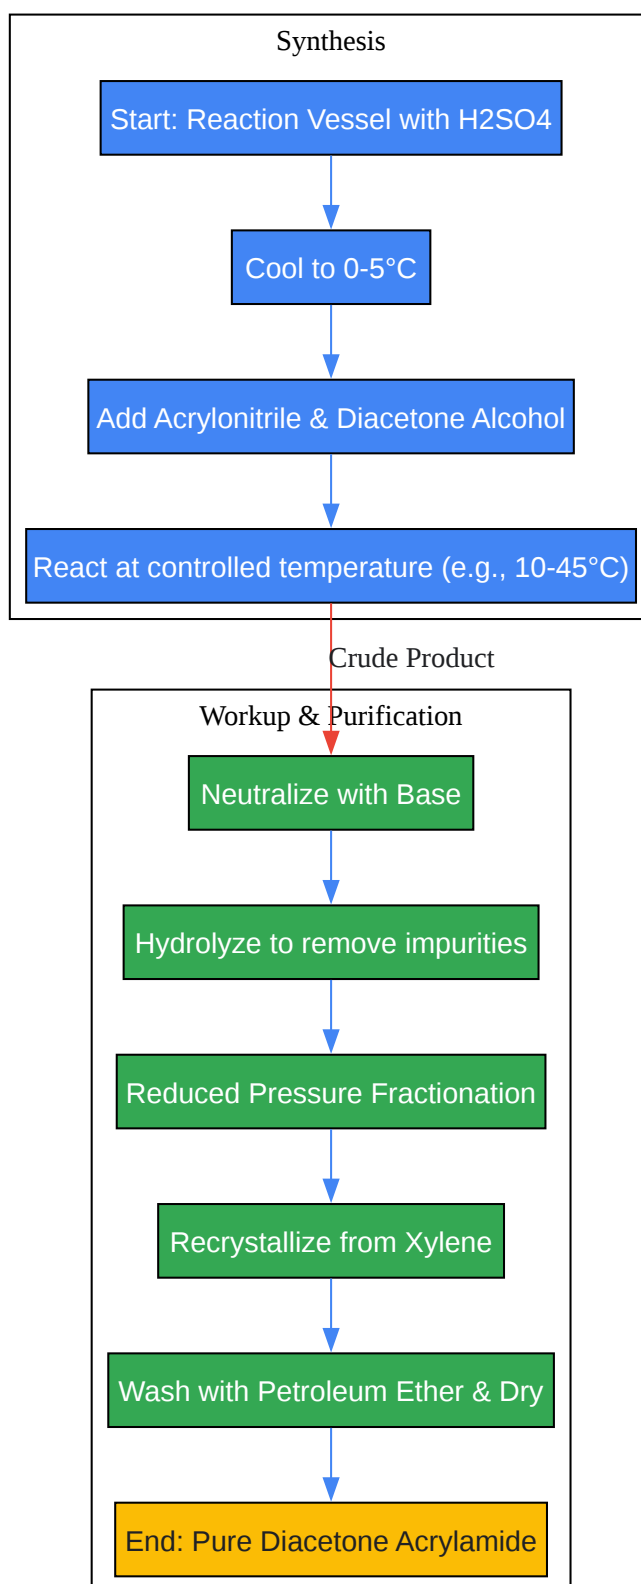 Synthesis
Start: Reaction Vessel with H2SO4
Cool to 0-5°C
Add Acrylonitrile & Diacetone Alcohol
React at controlled temperature (e.g., 10-45°C)
Crude Product
Workup & Purification
Neutralize with Base
Hydrolyze to remove impurities
Reduced Pressure Fractionation
Recrystallize from Xylene
Wash with Petroleum Ether & Dry
End: Pure Diacetone Acrylamide